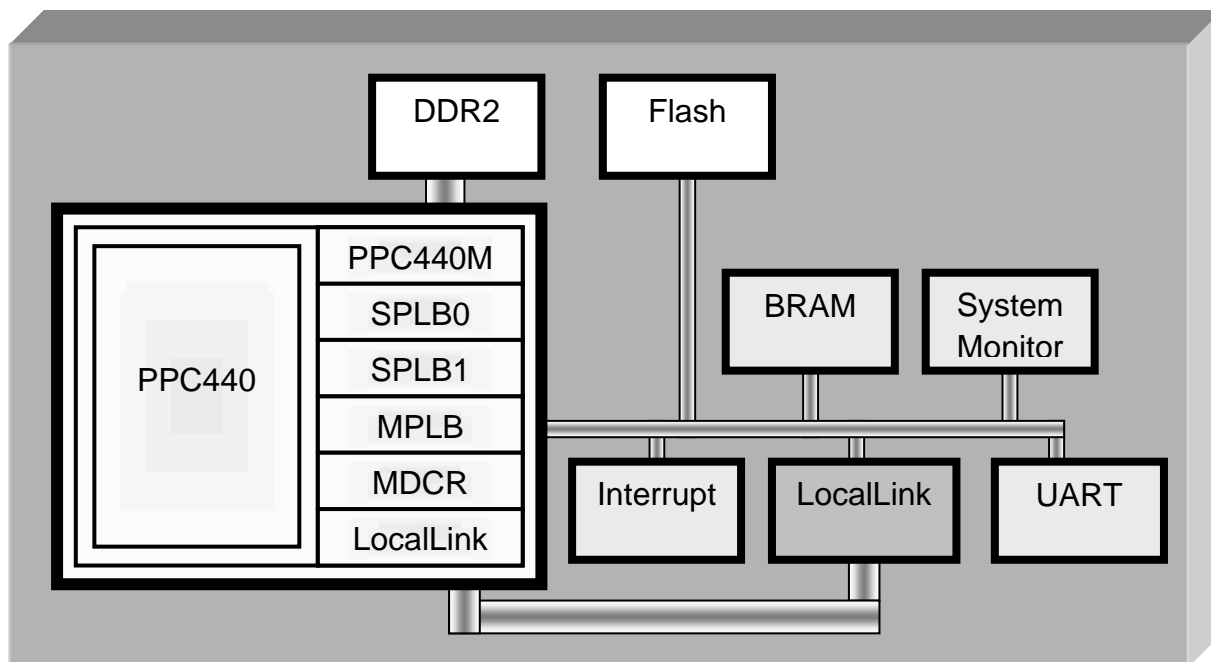 DDR2
Flash
PPC440
PPC440M
SPLB0
SPLB1
MPLB
MDCR
LocalLink
BRAM
System
Monitor
Interrupt
LocalLink
UART